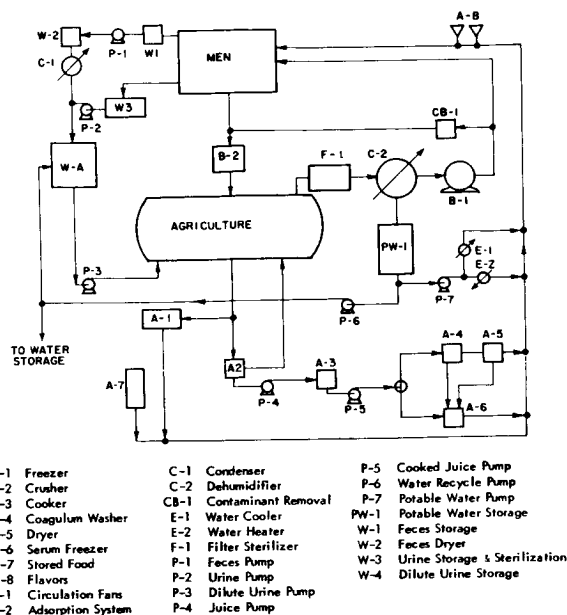 A-8
W-2
P-1
W1
MEN
C-1
W3
P-2
CB-1
W-A
B-2
F-1
C-2
B-1
AGRICULTURE
PW-1
E-1
E-2
P-3
P-7
P-6
A-1
A-4
A-5
TO WATER
STORAGE
A2
A-3
A-7
P-4
P-5
A-6
-1 Freezer
-2 Crusher
-3 Cooker
-4 Coagulum Washer
-5 Dryer
-6 Serum Freezer
-7 Stored Food
-8 Flavors
-1 Circulation Fans
-2 Adsorption System
C-1 Condenser
C-2 Dehumidifier
CB-1 Contaminant Removal
E-1 Water Cooler
E-2 Water Heater
F-1 Filter Sterilizer
P-1 Feces Pump
P-2 Urine Pump
P-3 Dilute Urine Pump
P-4 Juice Pump
P-5 Cooked Juice Pump
P-6 Water Recycle Pump
P-7 Potable Water Pump
PW-1 Potable Water Storage
W-1 Feces Storage
W-2 Feces Dryer
W-3 Urine Storage & Sterilization
W-4 Dilute Urine Storage